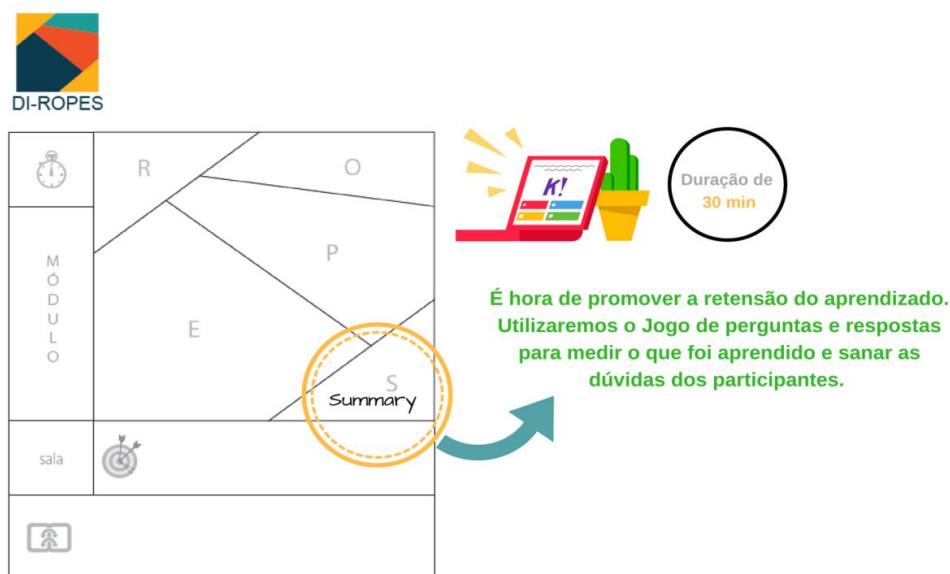 DI-ROPES
R
O
P
E
S
Summary
M
Ó
D
U
L
O
sala
K!
Duração de
30 min
É hora de promover a retensão do aprendizado.
Utilizaremos o Jogo de perguntas e respostas
para medir o que foi aprendido e sanar as
dúvidas dos participantes.